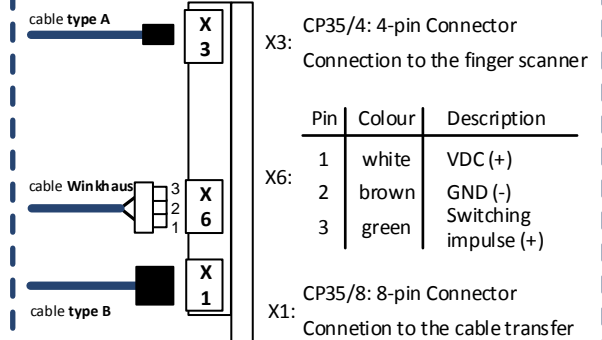 cable type A
X
3
X3:
CP35/4: 4-pin Connector
Connection to the finger scanner
Pin Colour Description
1 white VDC (+)
2 brown GND (-)
3 green Switching
impulse (+)
X6:
cable Winkhaus
3
2
1
X
6
X
1
cable type B
X1:
CP35/8: 8-pin Connector
Connetion to the cable transfer